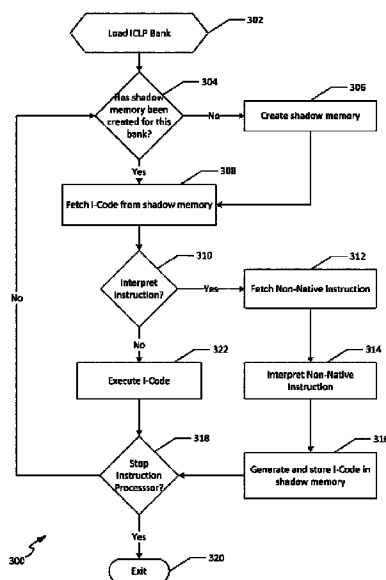 Load ICLP Bank
302
Has shadow
memory been
created for this
bank?
304
No
Create shadow memory
306
Yes
Fetch I-Code from shadow memory
308
Interpret
Instruction?
310
Yes
Fetch Non-Native Instruction
312
No
No
Execute I-Code
322
Interpret Non-Native
Instruction
314
Stop
Instruction
Processsor?
318
Generate and store I-Code in
shadow memory
316
Yes
300
Exit
320